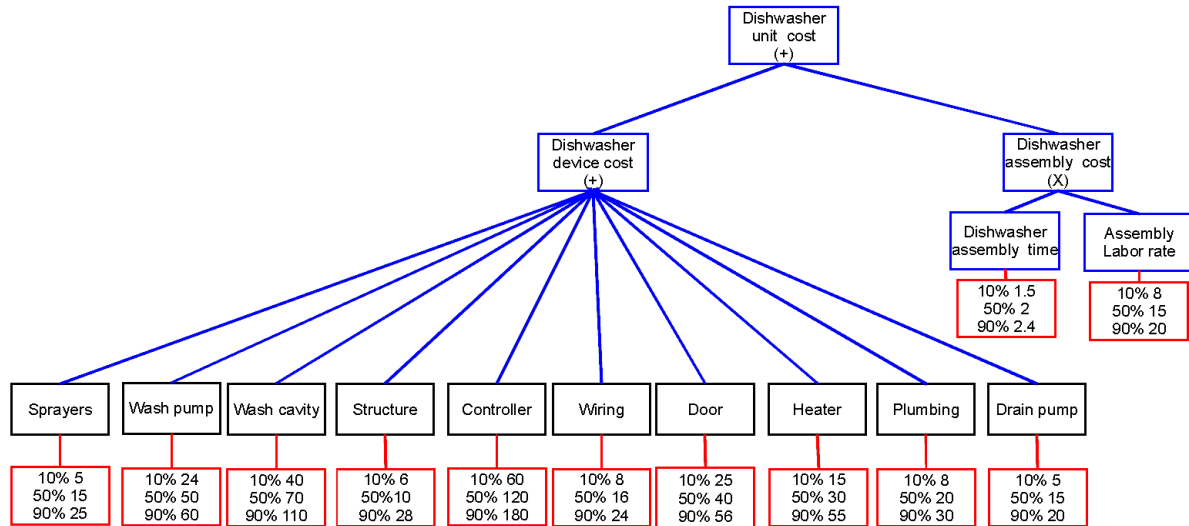 Dishwasher
unit cost
(+)
Dishwasher
device cost
(+)
Dishwasher
assembly cost
(X)
Dishwasher
assembly time
Assembly
Labor rate
10% 1.5
50% 2
90% 2.4
10% 8
50% 15
90% 20
Sprayers
Wash pump
Wash cavity
Structure
Controller
Wiring
Door
Heater
Plumbing
Drain pump
10% 5
50% 15
90% 25
10% 24
50% 50
90% 60
10% 40
50% 70
90% 110
10% 6
50%10
90% 28
10% 60
50% 120
90% 180
10% 8
50% 16
90% 24
10% 25
50% 40
90% 56
10% 15
50% 30
90% 55
10% 8
50% 20
90% 30
10% 5
50% 15
90% 20